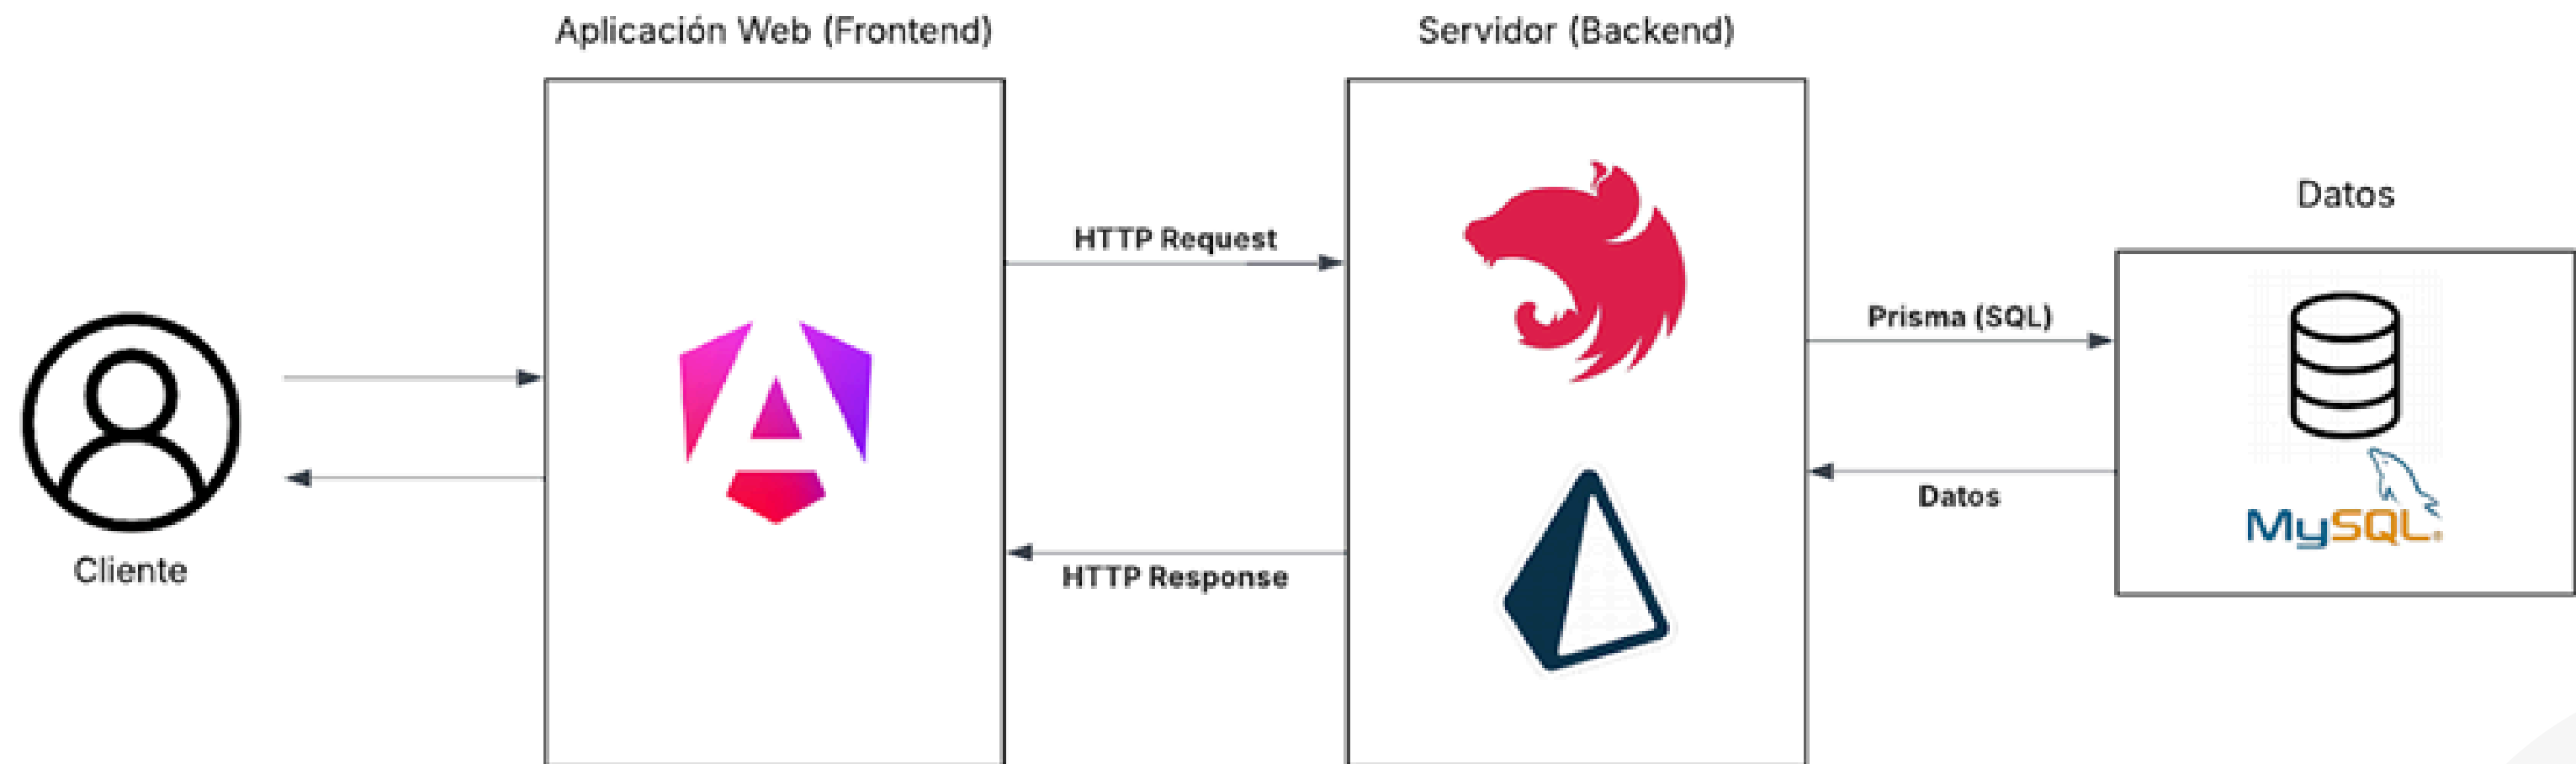 Aplicación Web (Frontend)
Servidor (Backend)
Datos
HTTP Request
Prisma (SQL)
Datos
MySQL®
HTTP Response
Cliente